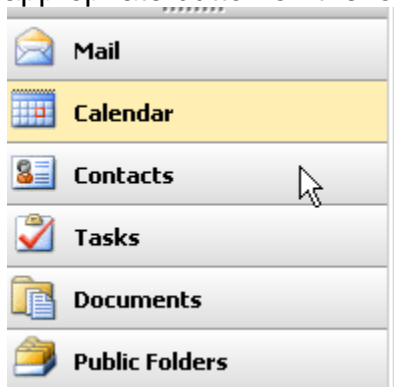 Mail
Calendar
Contacts
Tasks
Documents
Public Folders